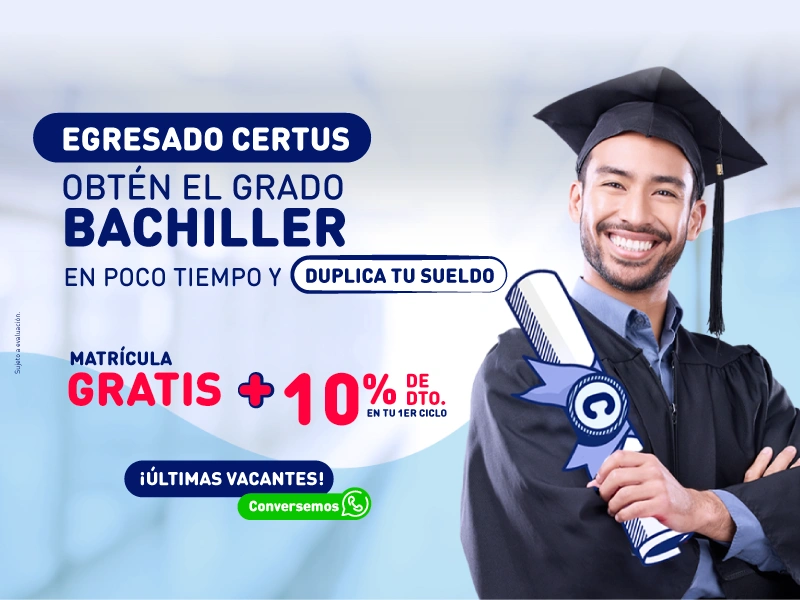 EGRESADO CERTUS
OBTÉN EL GRADO
BACHILLER
EN POCO TIEMPO Y DUPLICA TU SUELDO
Sujeto a evaluación.
MATRÍCULA
GRATIS + 10% DE DTO.
EN TU 1ER CICLO
¡ÚLTIMAS VACANTES!
Conversemos
C